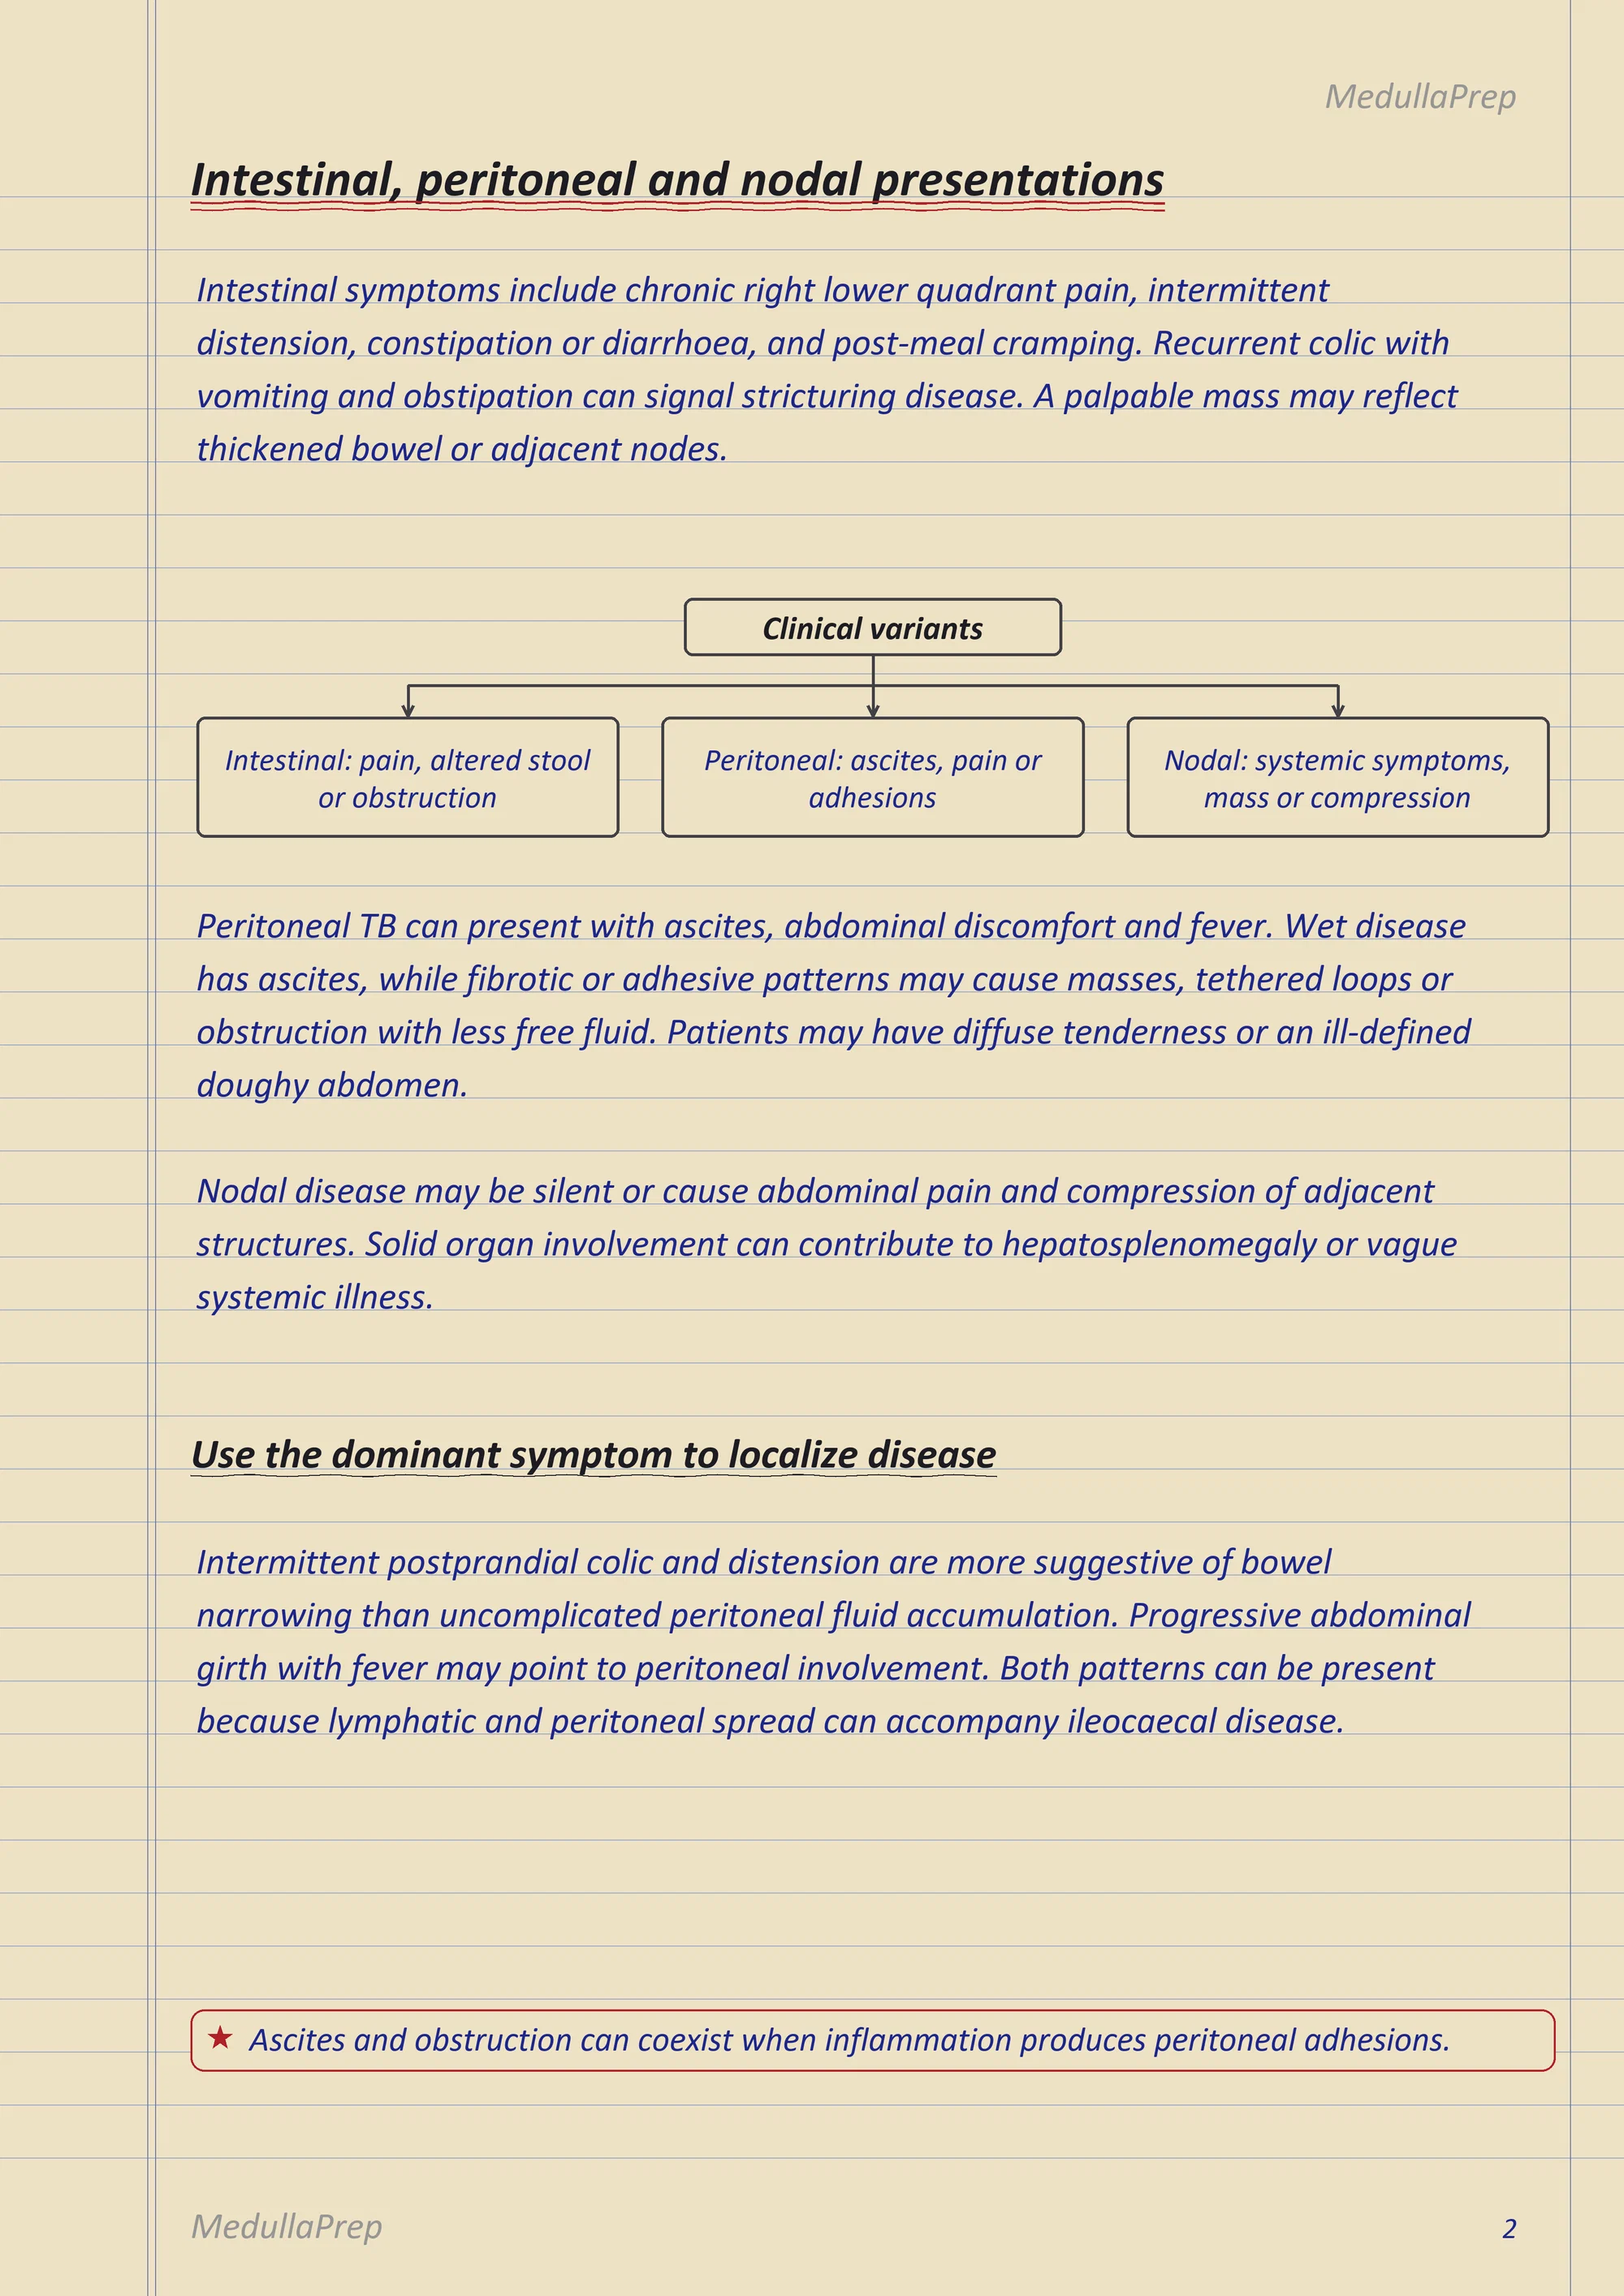 MedullaPrep
Intestinal, peritoneal and nodal presentations
Intestinal symptoms include chronic right lower quadrant pain, intermittent
distension, constipation or diarrhoea, and post-meal cramping. Recurrent colic with
vomiting and obstipation can signal stricturing disease. A palpable mass may reflect
thickened bowel or adjacent nodes.
Clinical variants
Intestinal: pain, altered stool
or obstruction
Peritoneal: ascites, pain or
adhesions
Nodal: systemic symptoms,
mass or compression
Peritoneal TB can present with ascites, abdominal discomfort and fever. Wet disease
has ascites, while fibrotic or adhesive patterns may cause masses, tethered loops or
obstruction with less free fluid. Patients may have diffuse tenderness or an ill-defined
doughy abdomen.
Nodal disease may be silent or cause abdominal pain and compression of adjacent
structures. Solid organ involvement can contribute to hepatosplenomegaly or vague
systemic illness.
Use the dominant symptom to localize disease
Intermittent postprandial colic and distension are more suggestive of bowel
narrowing than uncomplicated peritoneal fluid accumulation. Progressive abdominal
girth with fever may point to peritoneal involvement. Both patterns can be present
because lymphatic and peritoneal spread can accompany ileocaecal disease.
★ Ascites and obstruction can coexist when inflammation produces peritoneal adhesions.
MedullaPrep
2